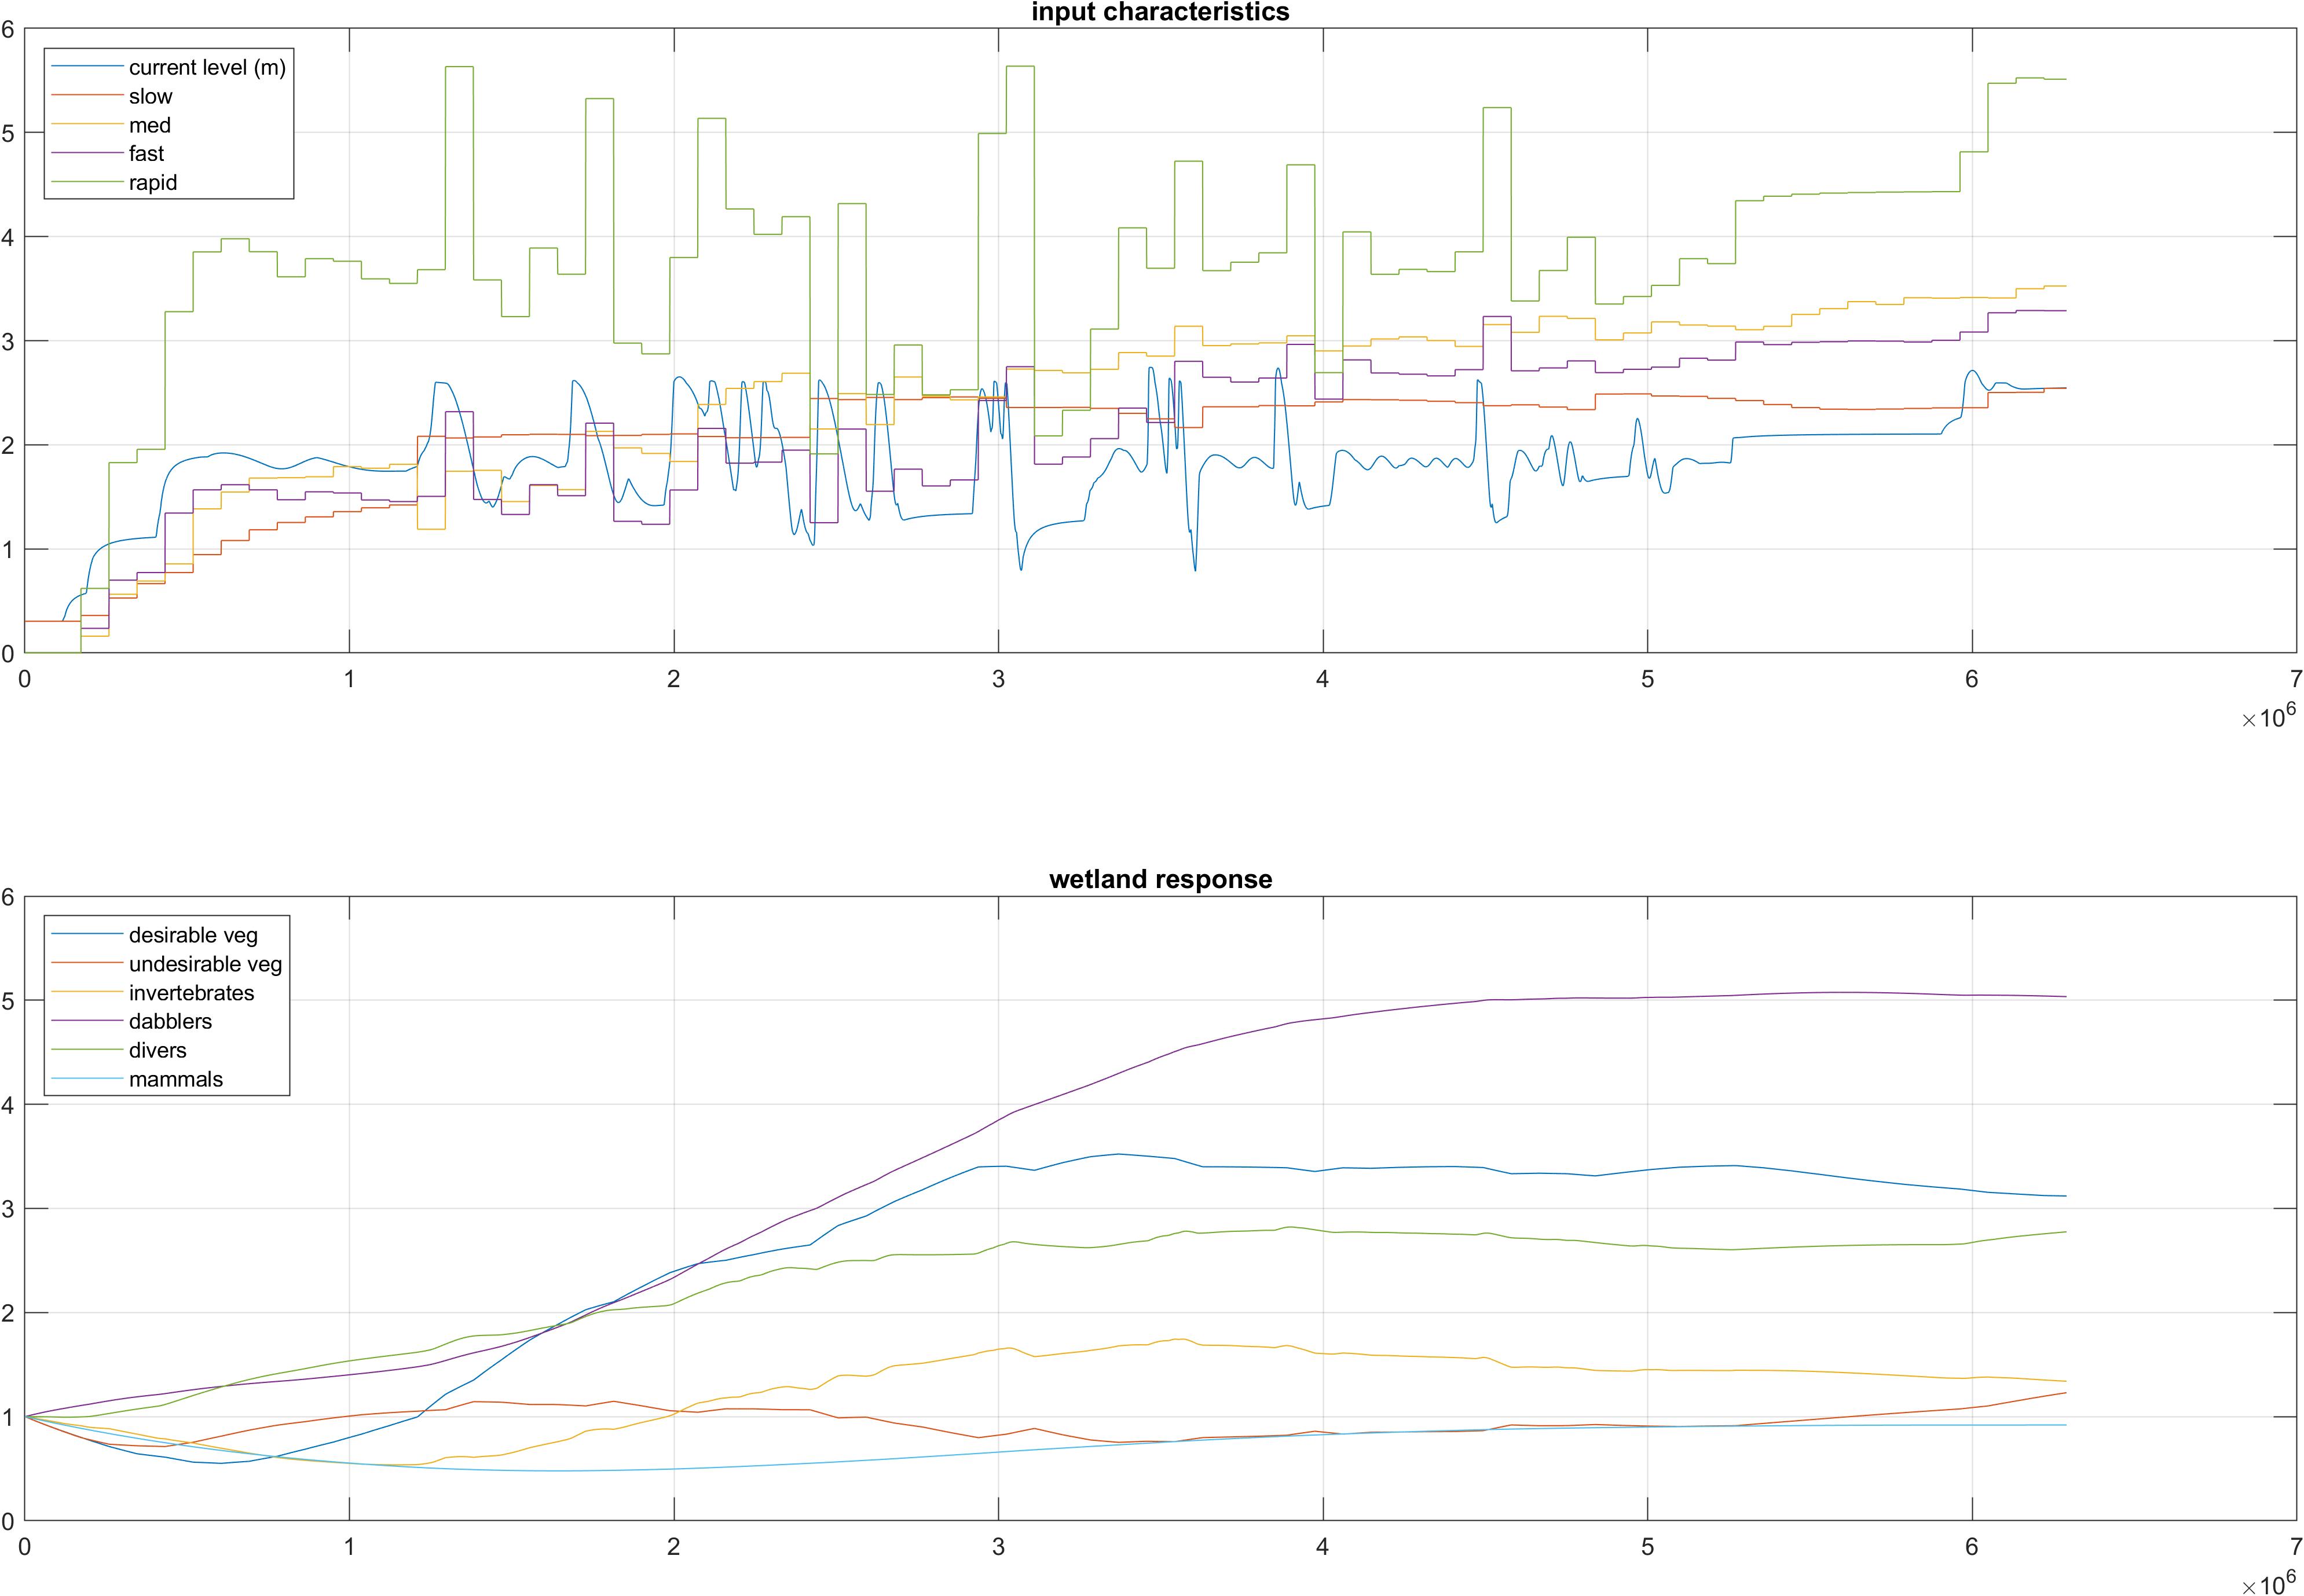 input characteristics
6
5
4
3
2
1
0
current level (m)
slow
med
fast
rapid
0 1 2 3 4 5 6 7
×10^6
wetland response
6
5
4
3
2
1
0
desirable veg
undesirable veg
invertebrates
dabblers
divers
mammals
0 1 2 3 4 5 6 7
×10^6